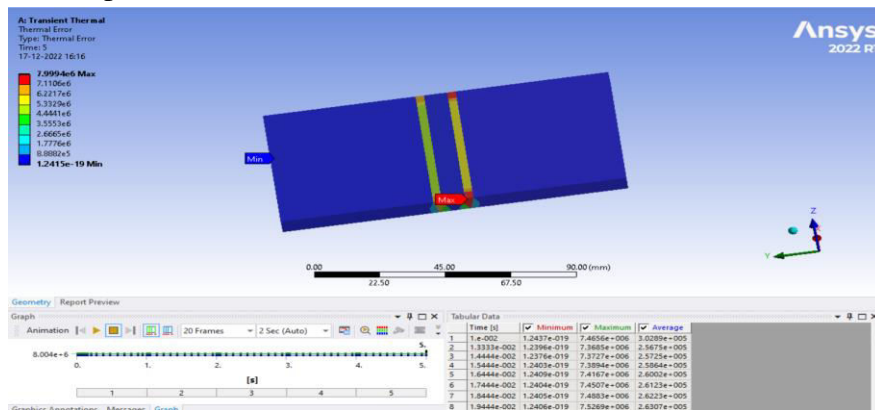 A: Transient Thermal
Thermal Error
Type: Thermal Error
Time: 5
17-12-2022 16:16
7.9994e6 Max
7.1106e6
6.2217e6
5.3329e6
4.4441e6
3.5553e6
2.6665e6
1.7776e6
8.8882e5
1.2415e-19 Min
Ansys
2022 R
Min
Max
Z
Y
0.00 45.00 90.00 (mm)
22.50 67.50
Geometry Report Preview
Graph
Animation 20 Frames 2 Sec (Auto)
5.
8.004e+6
0. 1. 2. 3. 4. 5.
[s]
1 2 3 4 5
Graphics Annotations Messages Graph
Tabular Data
Time [s] Minimum Maximum Average
1 1.e-002 1.2437e-019 7.4656e+006 3.0289e+005
2 1.3333e-002 1.2396e-019 7.3685e+006 2.5675e+005
3 1.4444e-002 1.2376e-019 7.3727e+006 2.5725e+005
4 1.5444e-002 1.2403e-019 7.3894e+006 2.5864e+005
5 1.6444e-002 1.2409e-019 7.4167e+006 2.6002e+005
6 1.7444e-002 1.2404e-019 7.4507e+006 2.6123e+005
7 1.8444e-002 1.2405e-019 7.4883e+006 2.6223e+005
8 1.9444e-002 1.2406e-019 7.5269e+006 2.6307e+005